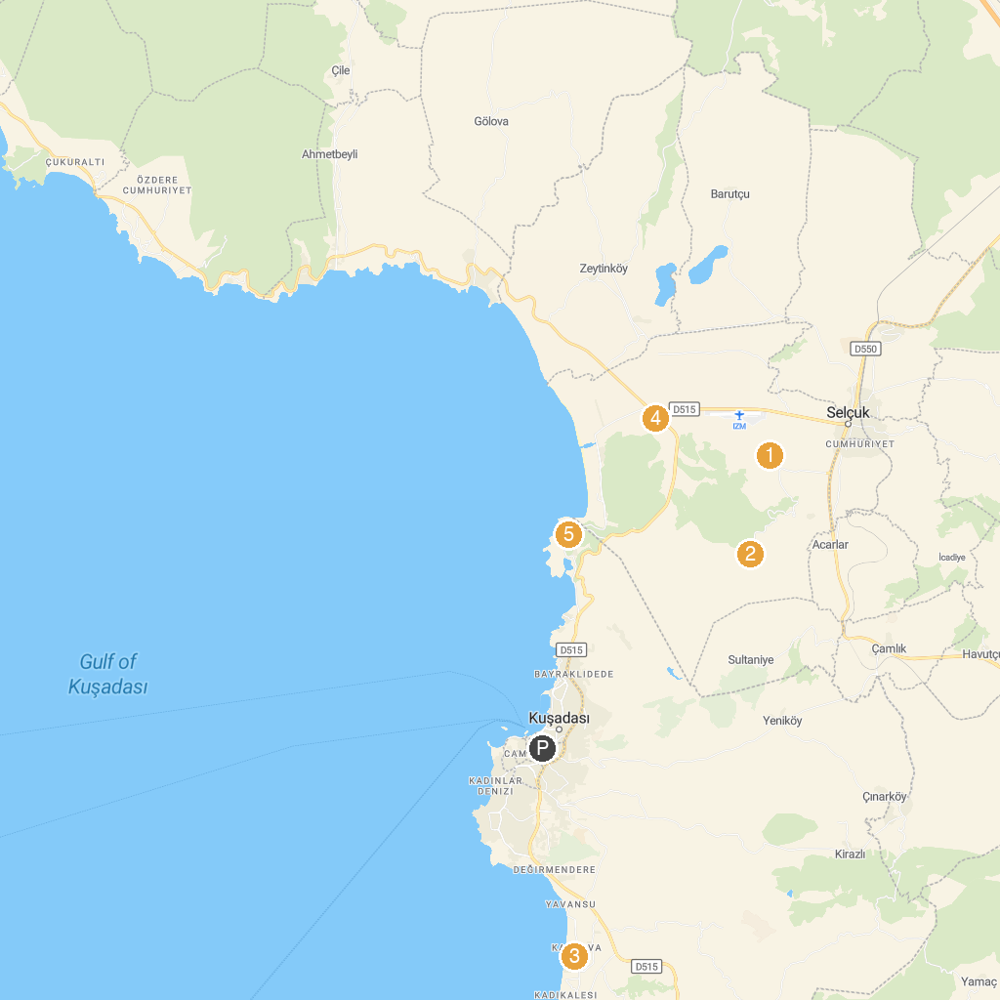 Çile
Gölova
Ahmetbeyli
ÇUKURALTI
ÖZDERE
CUMHURIYET
Barutçu
Zeytinköy
D550
D515
4
Selçuk
IZM
CUMHURIYET
1
5
2
Acarlar
İcadiye
D515
Çamlık
Havutçu
Sultaniye
Gulf of
Kuşadası
BAYRAKLIDEDE
Kuşadası
Yeniköy
P
CAM
KADINLAR
DENIZI
Çınarköy
Kirazlı
DEĞIRMENDERE
YAVANSU
3
D515
Yamaç
KADIKALESI